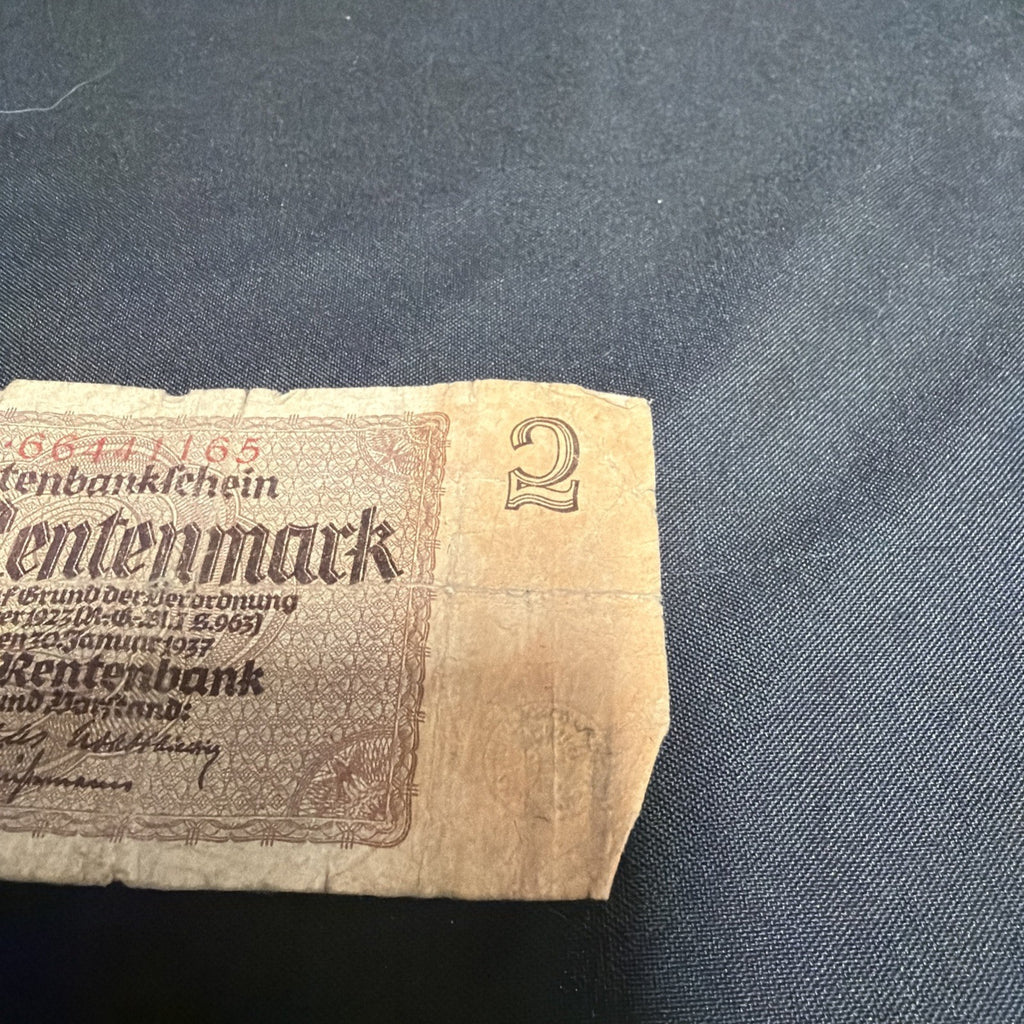 ·66441165
2
tenbankſchein
Rentenmark
f Grund der Verordnung
er 1923 (R.-G.-Bl. I S. 963)
en 30. Januar 1937
Rentenbank
und Vorſtand: